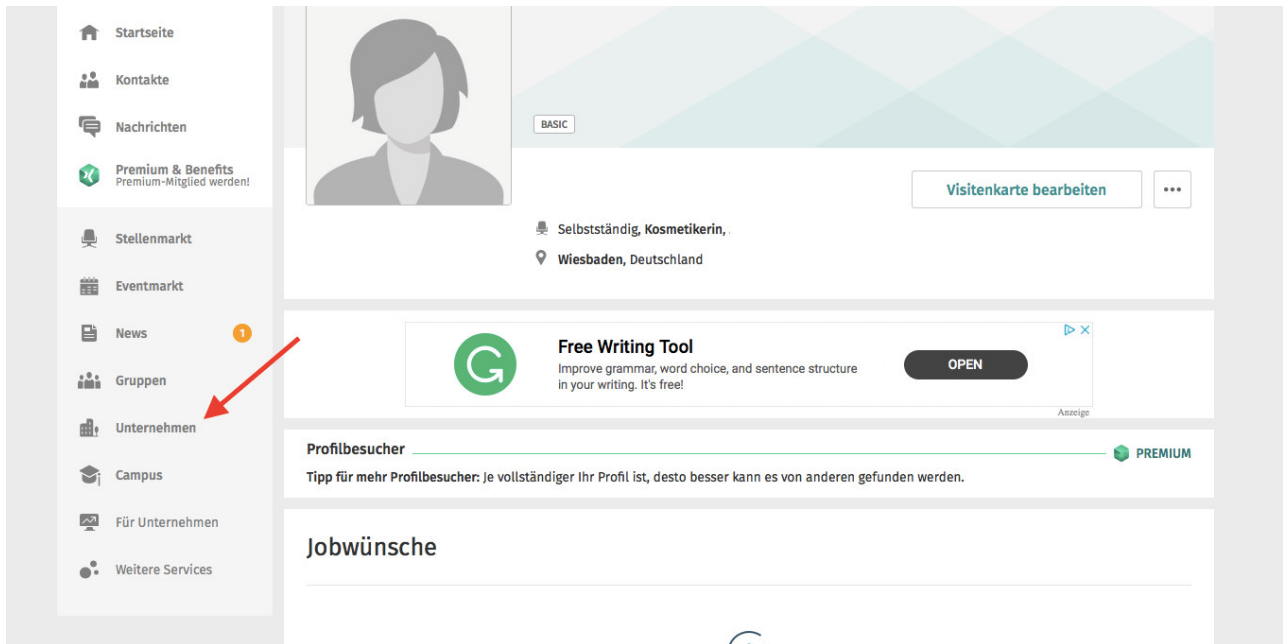 Startseite
Kontakte
Nachrichten
Premium & Benefits
Premium-Mitglied werden!
Stellenmarkt
Eventmarkt
News 1
Gruppen
Unternehmen
Campus
Für Unternehmen
Weitere Services
BASIC
Visitenkarte bearbeiten
Selbstständig, Kosmetikerin,
Wiesbaden, Deutschland
Free Writing Tool
Improve grammar, word choice, and sentence structure
in your writing. It's free!
OPEN
Anzeige
Profilbesucher
PREMIUM
Tipp für mehr Profilbesucher: Je vollständiger Ihr Profil ist, desto besser kann es von anderen gefunden werden.
Jobwünsche